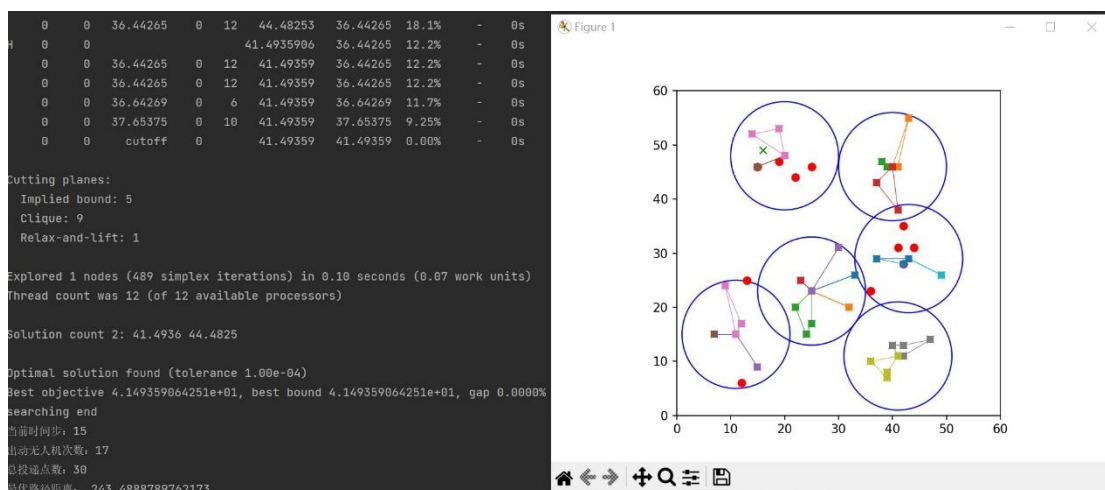 0 0 36.44265 0 12 44.48253 36.44265 18.1% - 0s
H 0 0 41.4935906 36.44265 12.2% - 0s
0 0 36.44265 0 12 41.49359 36.44265 12.2% - 0s
0 0 36.44265 0 12 41.49359 36.44265 12.2% - 0s
0 0 36.64269 0 6 41.49359 36.64269 11.7% - 0s
0 0 37.65375 0 10 41.49359 37.65375 9.25% - 0s
0 0 cutoff 0 41.49359 41.49359 0.00% - 0s
Cutting planes:
Implied bound: 5
Clique: 9
Relax-and-lift: 1
Explored 1 nodes (489 simplex iterations) in 0.10 seconds (0.07 work units)
Thread count was 12 (of 12 available processors)
Solution count 2: 41.4936 44.4825
Optimal solution found (tolerance 1.00e-04)
Best objective 4.149359064251e+01, best bound 4.149359064251e+01, gap 0.0000%
searching end
当前时间步：15
出动无人机次数：17
总投递点数：30
最优路径距离： 243.4888789762173
Figure 1
60
50
40
30
20
10
0
0 10 20 30 40 50 60